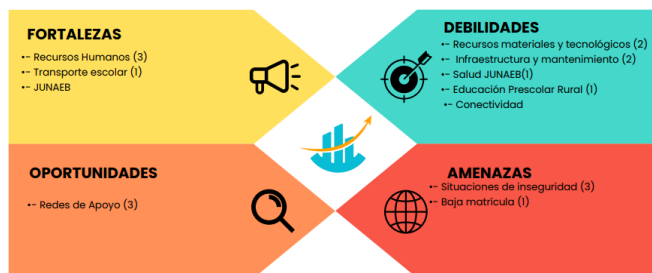 FORTALEZAS
•- Recursos Humanos (3)
•- Transporte escolar (1)
•- JUNAEB
DEBILIDADES
•- Recursos materiales y tecnológicos (2)
•- Infraestructura y mantenimiento (2)
•- Salud JUNAEB(1)
•- Educación Prescolar Rural (1)
•- Conectividad
OPORTUNIDADES
•- Redes de Apoyo (3)
AMENAZAS
•- Situaciones de inseguridad (3)
•- Baja matrícula (1)